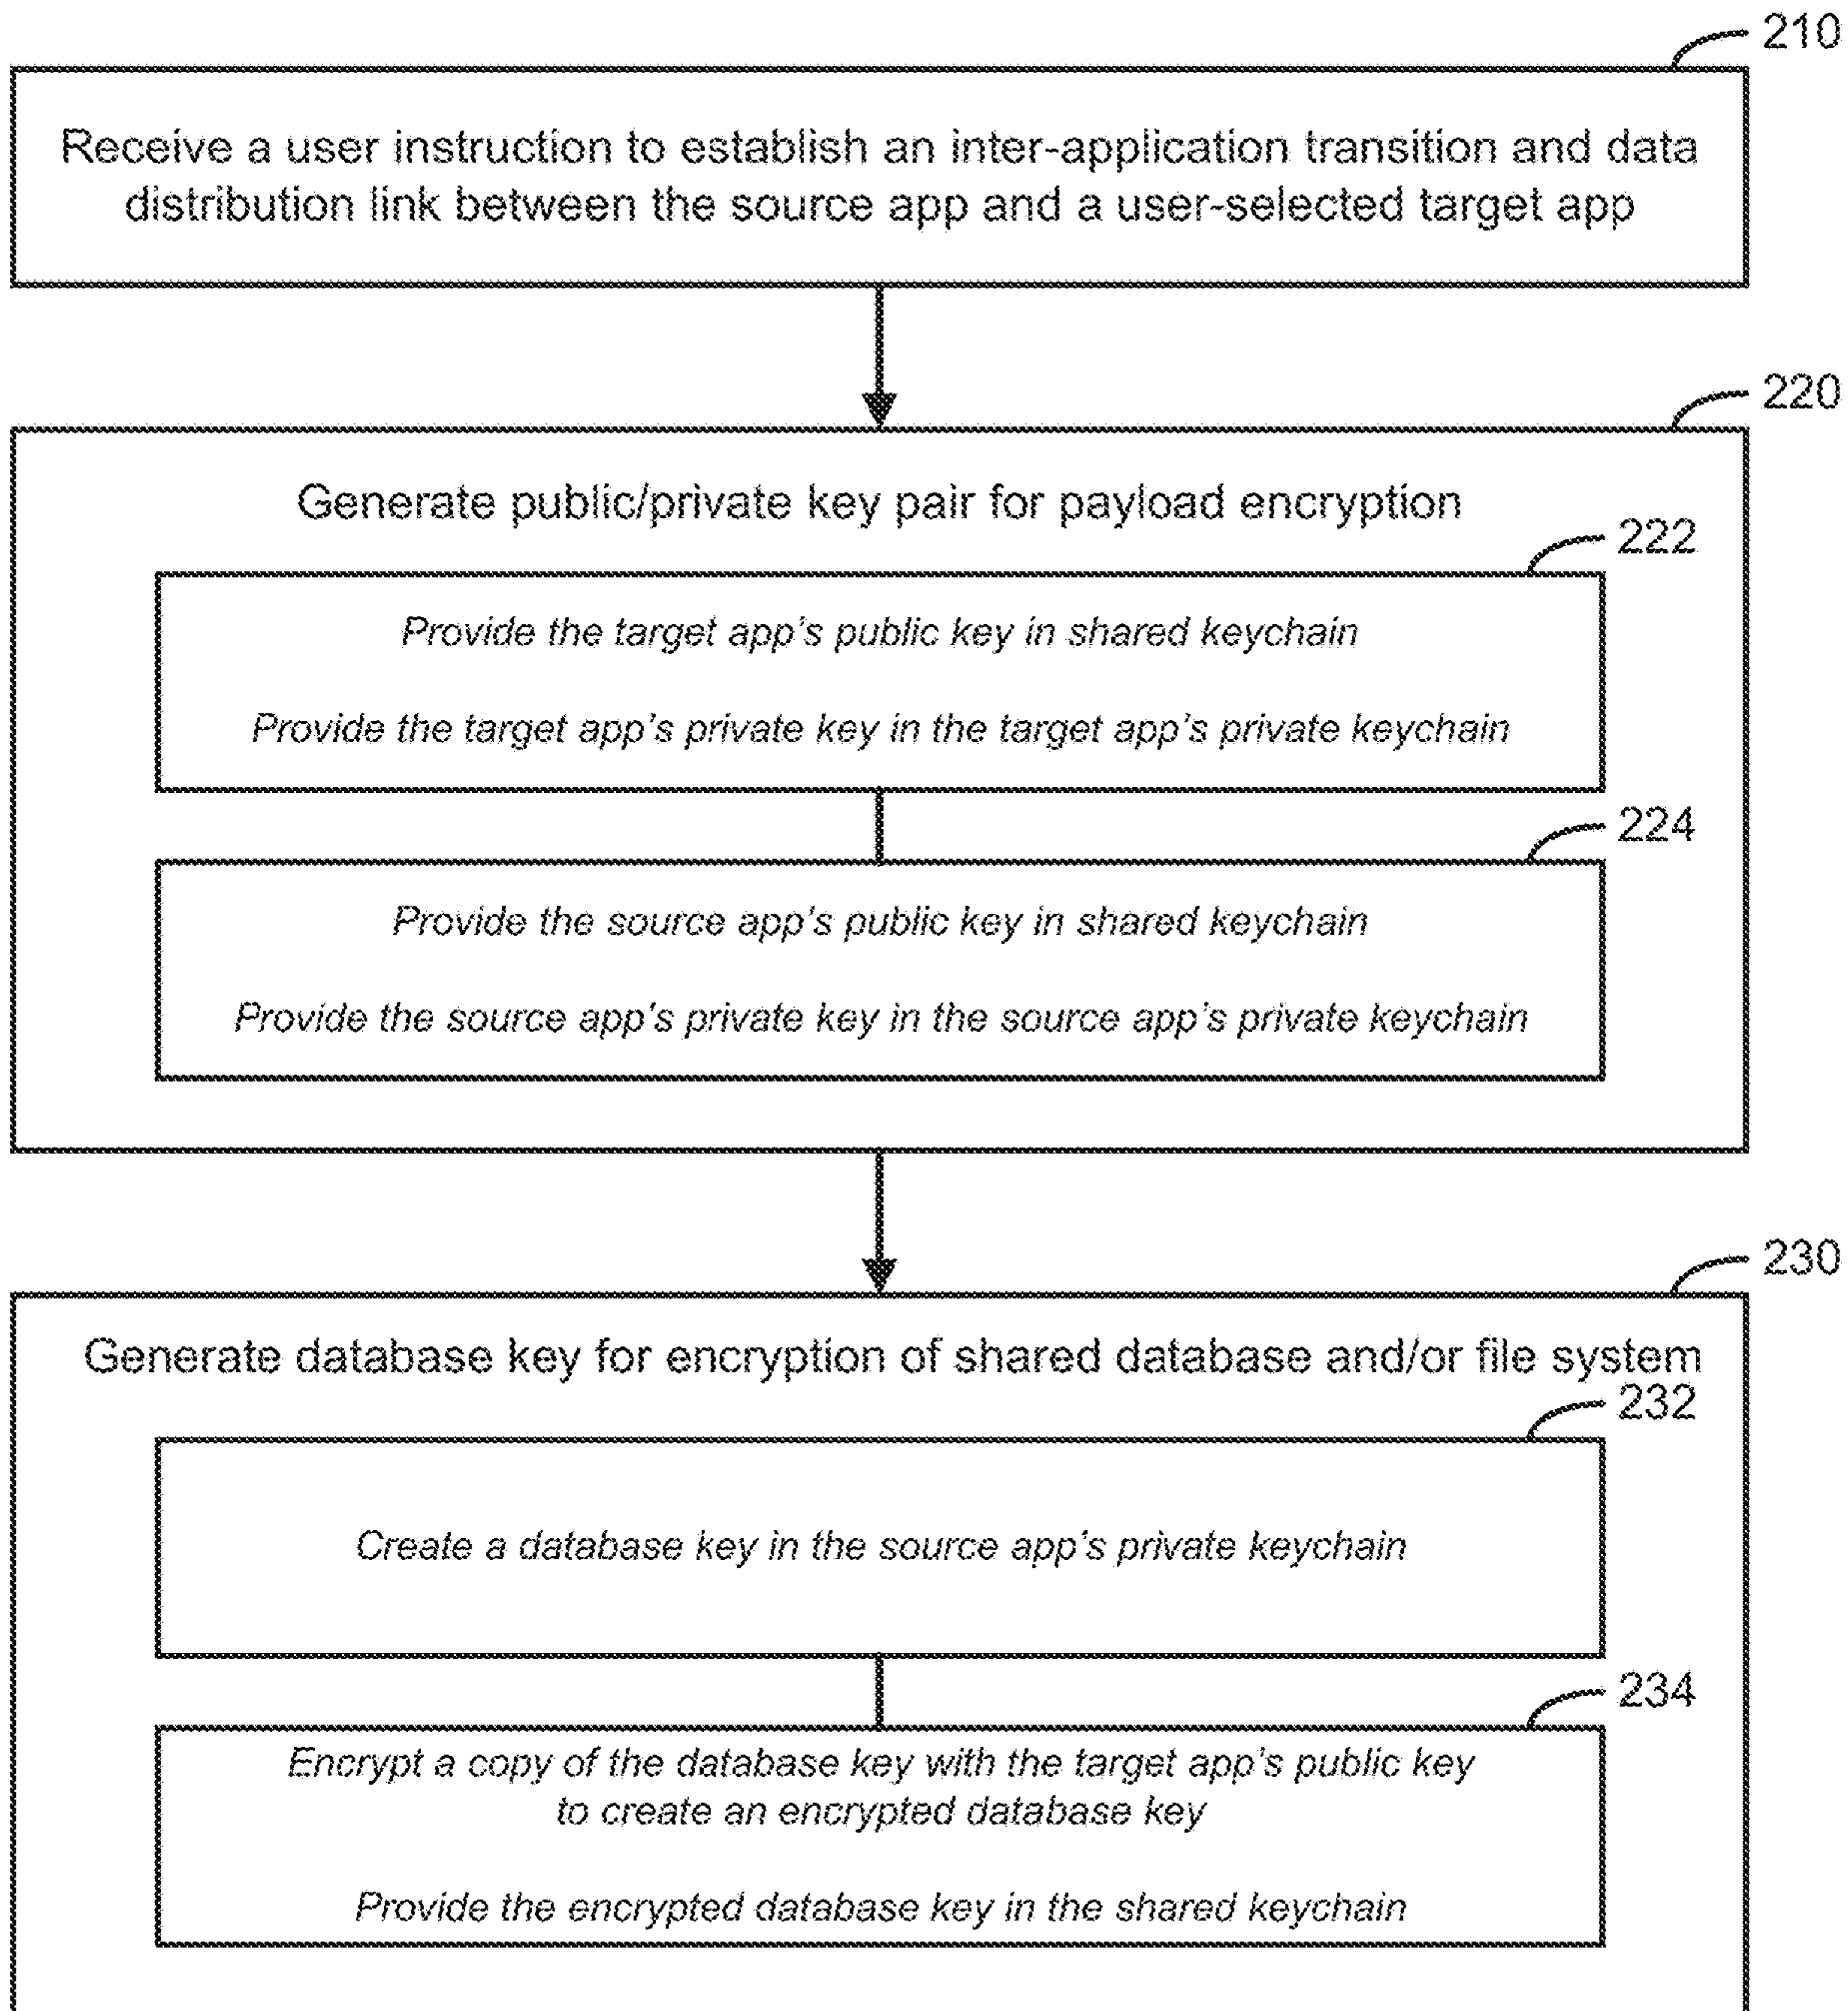 210
Receive a user instruction to establish an inter-application transition and data
distribution link between the source app and a user-selected target app
220
Generate public/private key pair for payload encryption
222
Provide the target app's public key in shared keychain
Provide the target app's private key in the target app's private keychain
224
Provide the source app's public key in shared keychain
Provide the source app's private key in the source app's private keychain
230
Generate database key for encryption of shared database and/or file system
232
Create a database key in the source app's private keychain
234
Encrypt a copy of the database key with the target app's public key
to create an encrypted database key
Provide the encrypted database key in the shared keychain